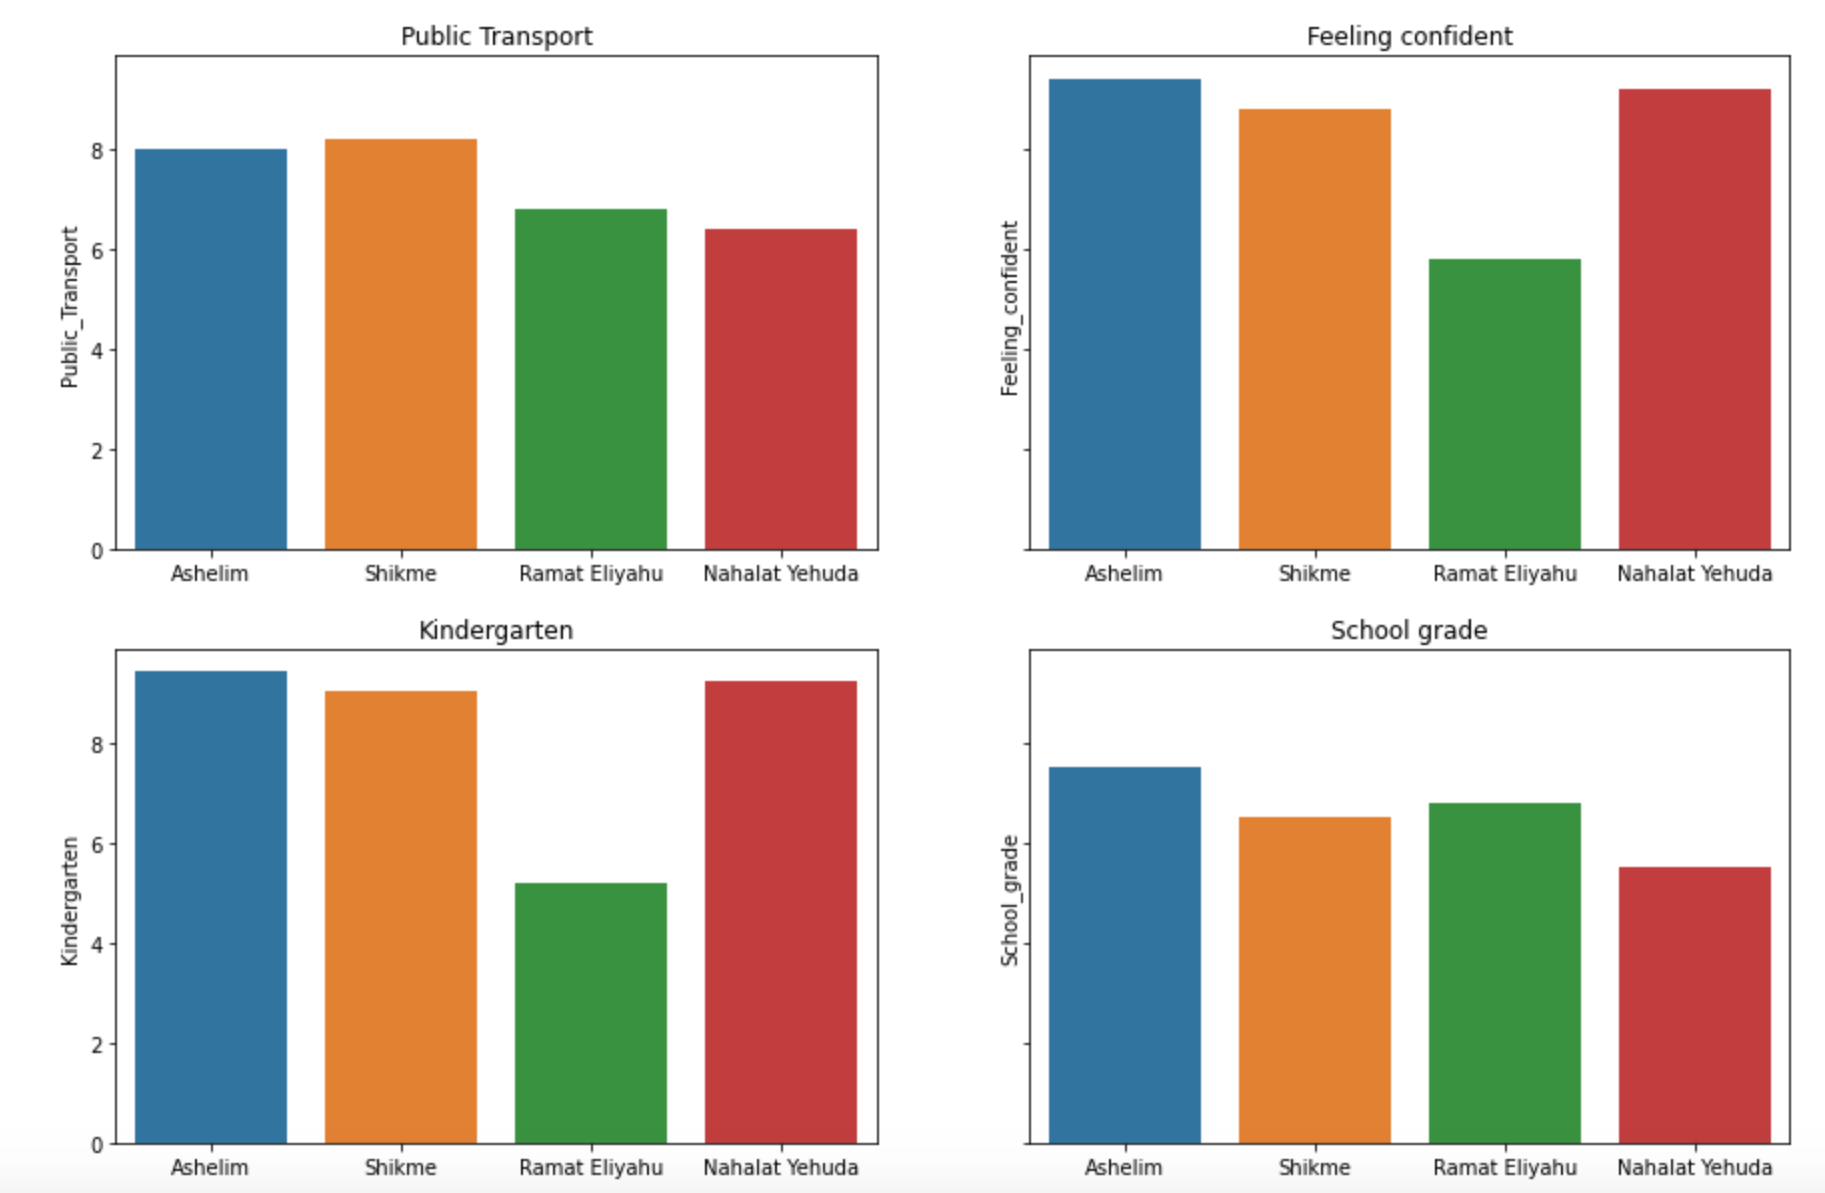 Public Transport
Public_Transport
8
6
4
2
0
Ashelim Shikme Ramat Eliyahu Nahalat Yehuda
Feeling confident
Feeling_confident
Ashelim Shikme Ramat Eliyahu Nahalat Yehuda
Kindergarten
Kindergarten
8
6
4
2
0
Ashelim Shikme Ramat Eliyahu Nahalat Yehuda
School grade
School_grade
Ashelim Shikme Ramat Eliyahu Nahalat Yehuda